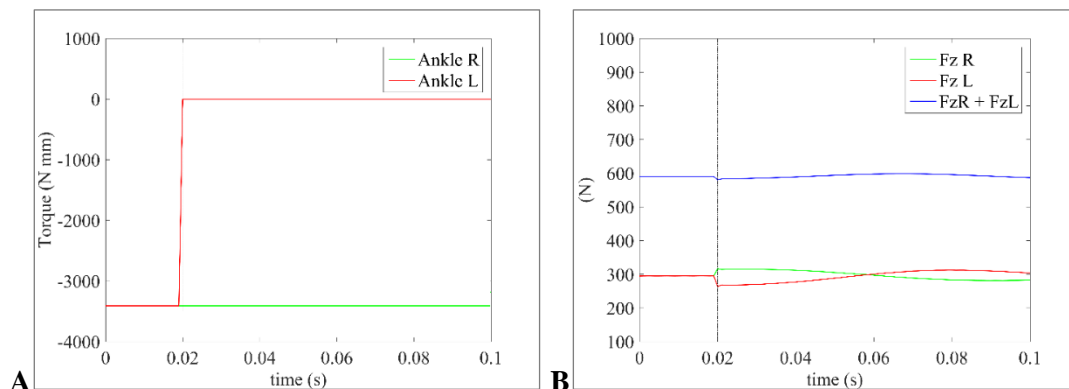 1000
0
-1000
-2000
-3000
-4000
Torque (N mm)
Ankle R
Ankle L
0 0.02 0.04 0.06 0.08 0.1
time (s)
A
1000
900
800
700
600
500
400
300
200
100
(N)
Fz R
Fz L
FzR + FzL
0 0.02 0.04 0.06 0.08 0.1
time (s)
B